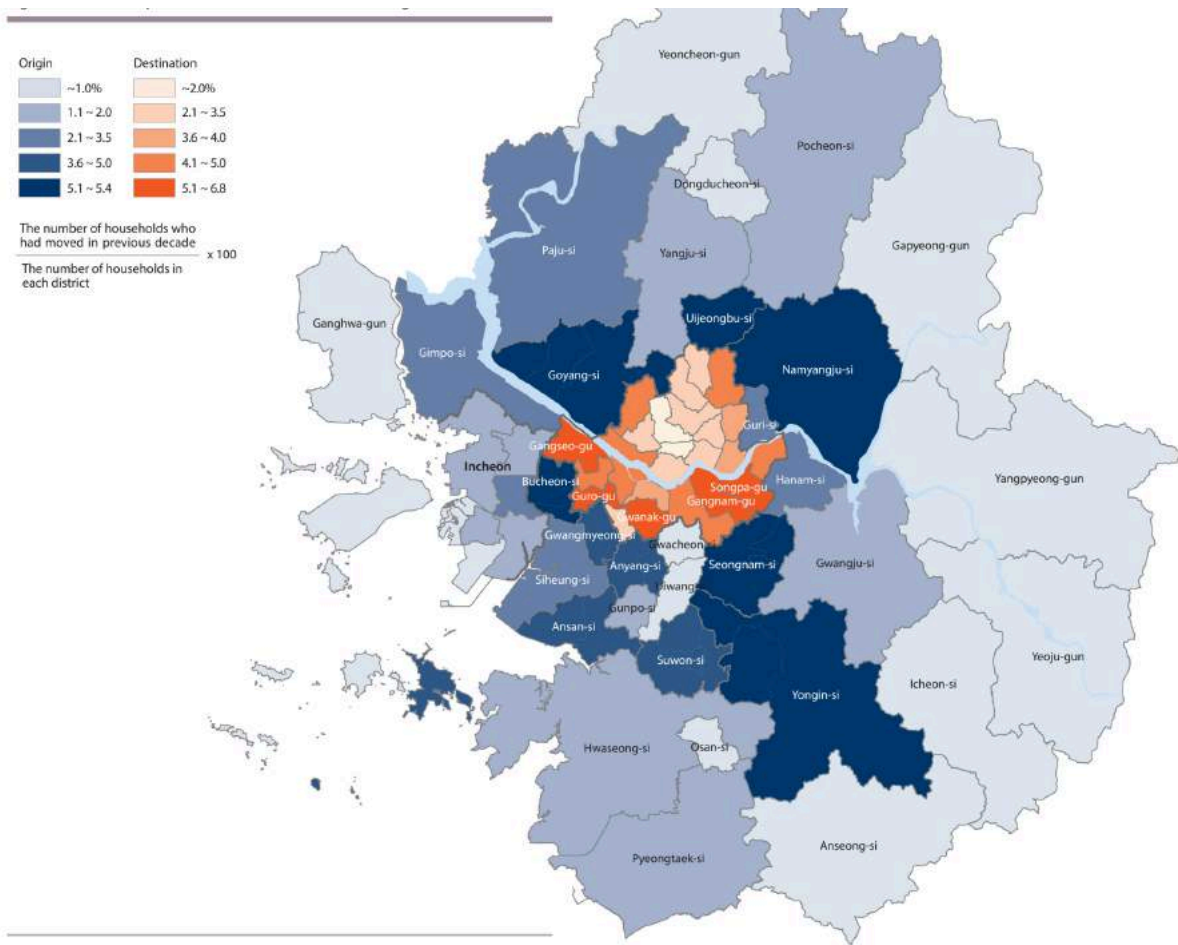 Origin
Destination
~1.0%
~2.0%
1.1 ~ 2.0
2.1 ~ 3.5
2.1 ~ 3.5
3.6 ~ 4.0
3.6 ~ 5.0
4.1 ~ 5.0
5.1 ~ 5.4
5.1 ~ 6.8
The number of households who
had moved in previous decade
x 100
The number of households in
each district
Yeoncheon-gun
Pocheon-si
Dongducheon-si
Gapyeong-gun
Paju-si
Yangju-si
Ganghwa-gun
Uijeongbu-si
Gimpo-si
Goyang-si
Namyangju-si
Guri-si
Gangseo-gu
Incheon
Bucheon-si
Songpa-gu
Hanam-si
Yangpyeong-gun
Guro-gu
Gangnam-gu
Gwanak-gu
Gwangmyeong-si
Gwacheon
Anyang-si
Seongnam-si
Gwangju-si
Siheung-si
Uiwang
Gunpo-si
Ansan-si
Suwon-si
Yeoju-gun
Icheon-si
Yongin-si
Hwaseong-si
Osan-si
Anseong-si
Pyeongtaek-si